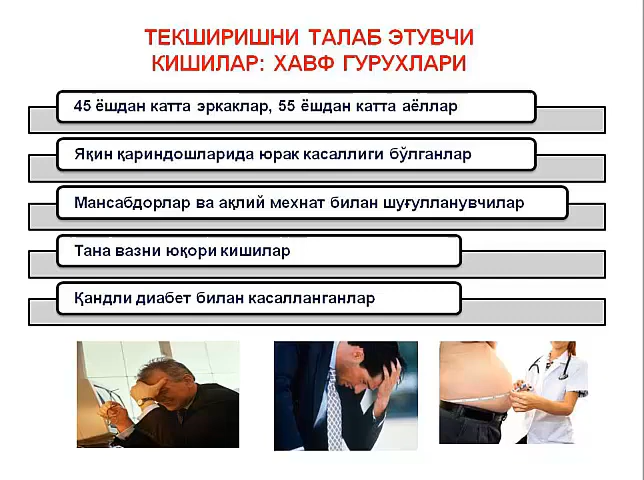 ТЕКШИРИШНИ ТАЛАБ ЭТУВЧИ
КИШИЛАР: ХАВФ ГУРУХЛАРИ
45 ёшдан катта эркаклар, 55 ёшдан катта аёллар
Яқин қариндошларида юрак касаллиги бўлганлар
Мансабдорлар ва ақлий мехнат билан шуғулланувчилар
Тана вазни юқори кишилар
Қандли диабет билан касалланганлар